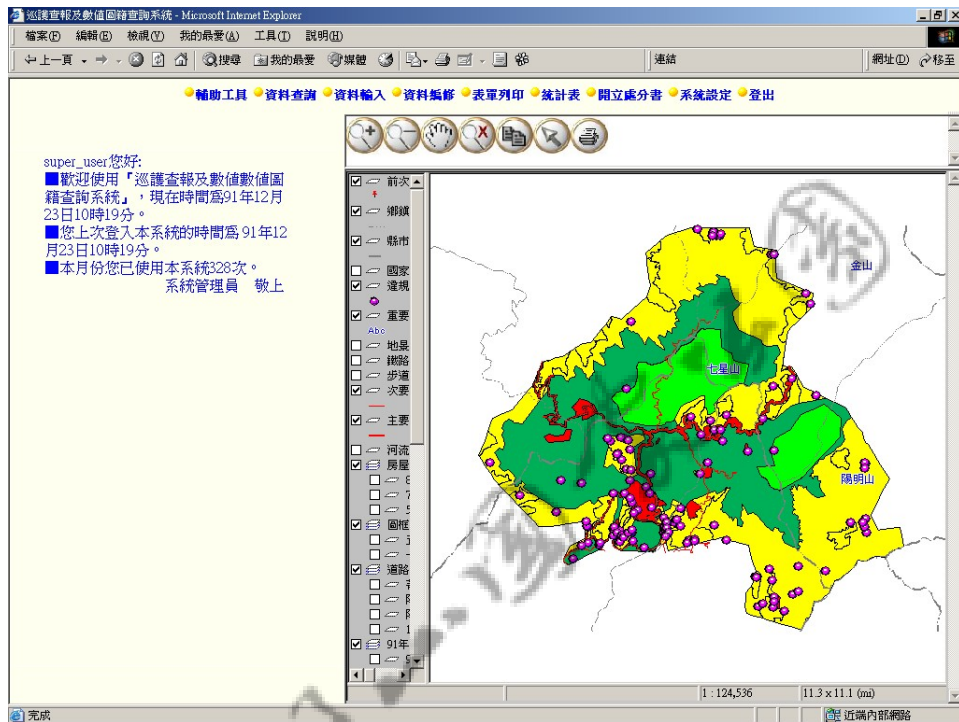 巡護查報及數值圖籍查詢系統 - Microsoft Internet Explorer
檔案(F) 編輯(E) 檢視(V) 我的最愛(A) 工具(T) 說明(H)
上一頁 搜尋 我的最愛 媒體 連結 網址(D) 移至
輔助工具 資料查詢 資料輸入 資料編修 表單列印 統計表 開立處分書 系統設定 登出
super_user您好:
■歡迎使用『巡護查報及數值數值圖
籍查詢系統』，現在時間為91年12月
23日10時19分。
■您上次登入本系統的時間為 91年12
月23日10時19分。
■本月份您已使用本系統328次。
系統管理員 敬上
前次
鄉鎮
縣市
國家
違規
重要
Abc
地景
鐵路
步道
次要
主要
河流
房屋
8
7
5
圖框
道路
91年
金山
七星山
陽明山
1 : 124,536
11.3 x 11.1 (mi)
完成
近端內部網路